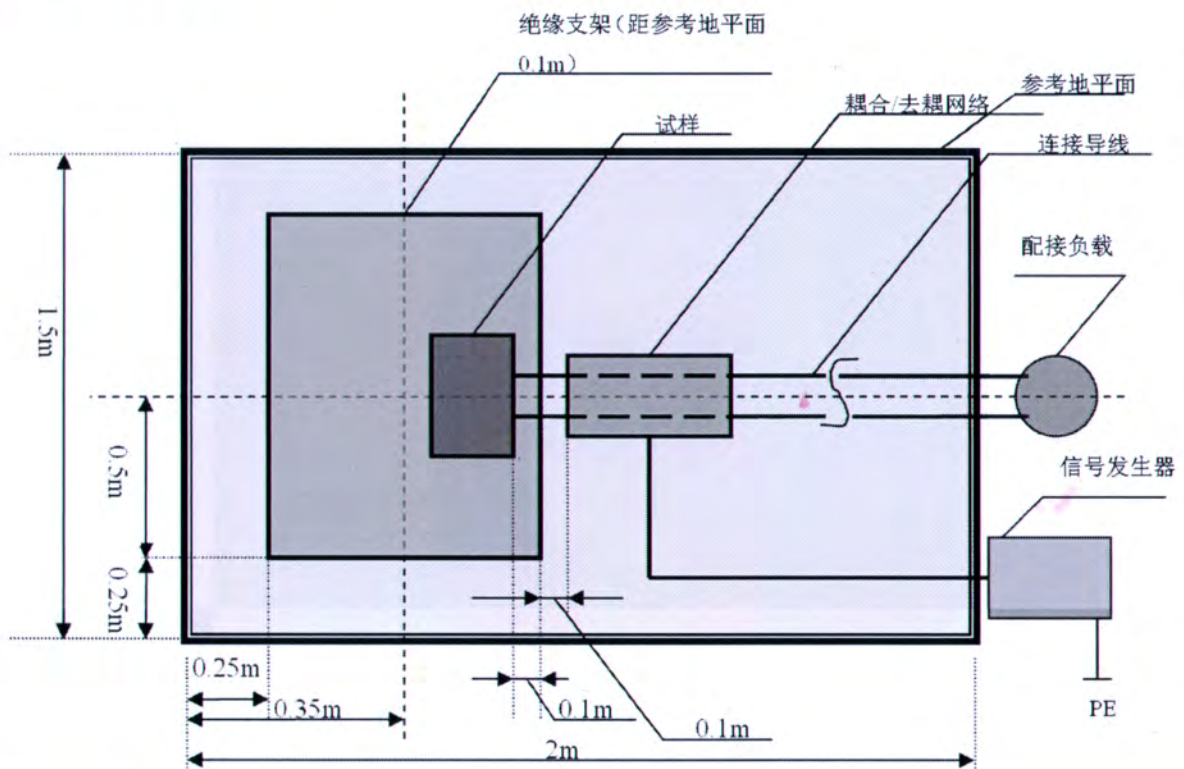 绝缘支架（距参考地平面
0.1m）
参考地平面
耦合/去耦网络
试样
连接导线
配接负载
1.5m
0.5m
信号发生器
0.25m
0.25m
0.35m
0.1m
0.1m
PE
2m